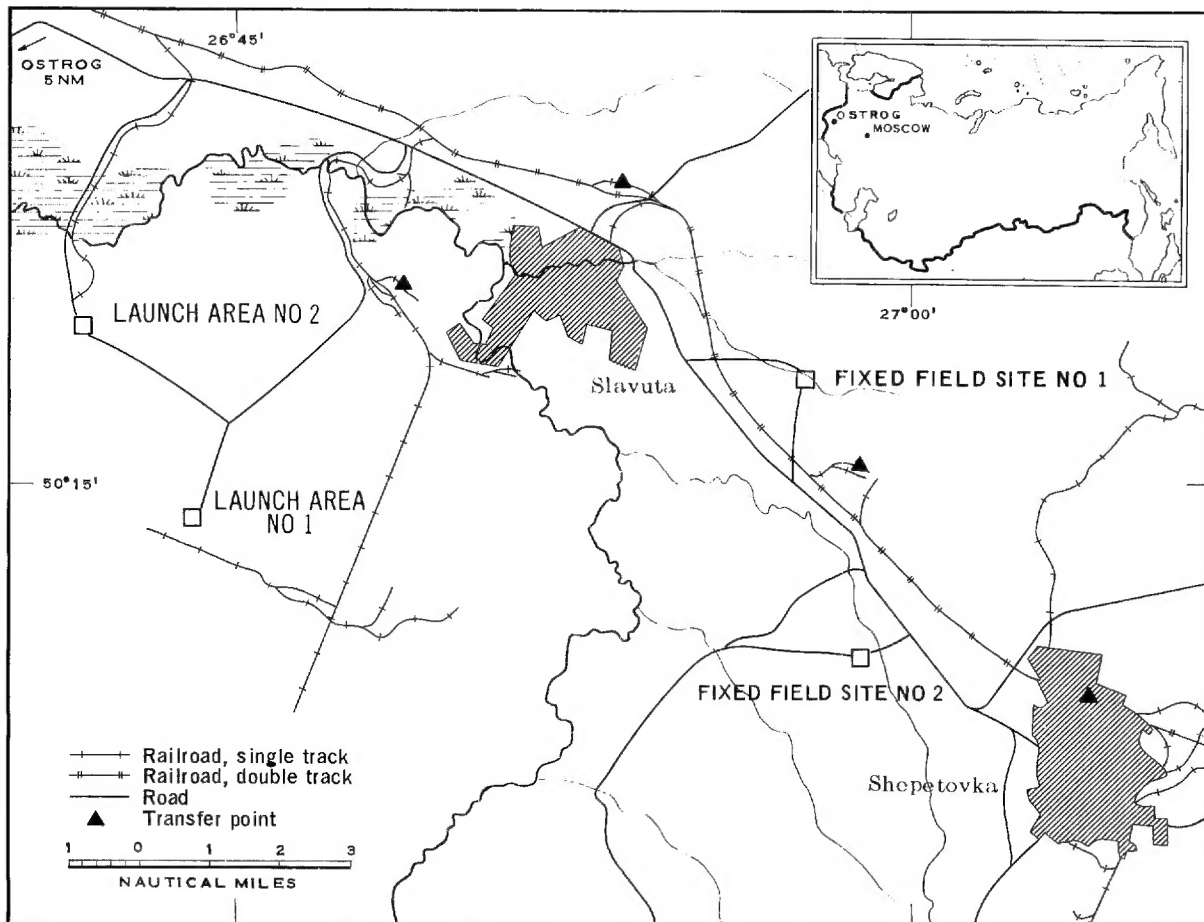 26°45'
OSTROG
5 NM
OSTROG
MOSCOW
27°00'
LAUNCH AREA NO 2
Slavuta
FIXED FIELD SITE NO 1
50°15'
LAUNCH AREA
NO 1
FIXED FIELD SITE NO 2
Shepetovka
Railroad, single track
Railroad, double track
Road
Transfer point
1 0 1 2 3
NAUTICAL MILES